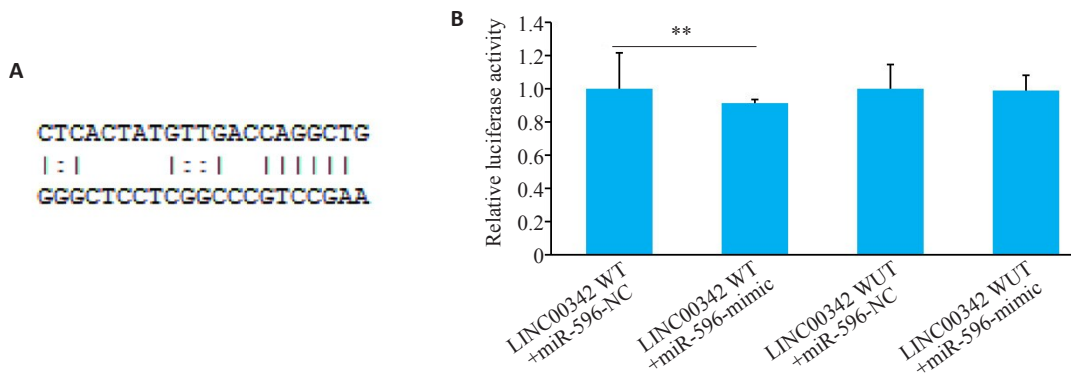 A
CTCACTATGTTGACCAGGCTG
|:|     |::|  ||||||
GGGCTCCTCGGCCCGTCCGAA
B
Relative luciferase activity
1.4
1.2
1.0
0.8
0.6
0.4
0.2
0
**
LINC00342 WT
+miR-596-NC
LINC00342 WT
+miR-596-mimic
LINC00342 WUT
+miR-596-NC
LINC00342 WUT
+miR-596-mimic